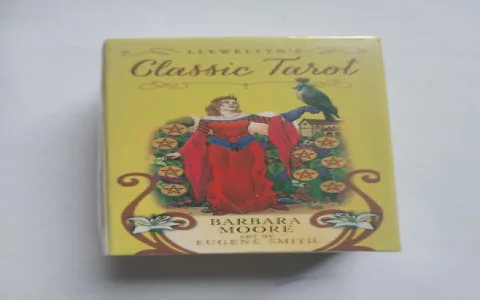 LLEWELLYN'S
Classic Tarot
BARBARA
MOORE
ART BY
EUGENE SMITH